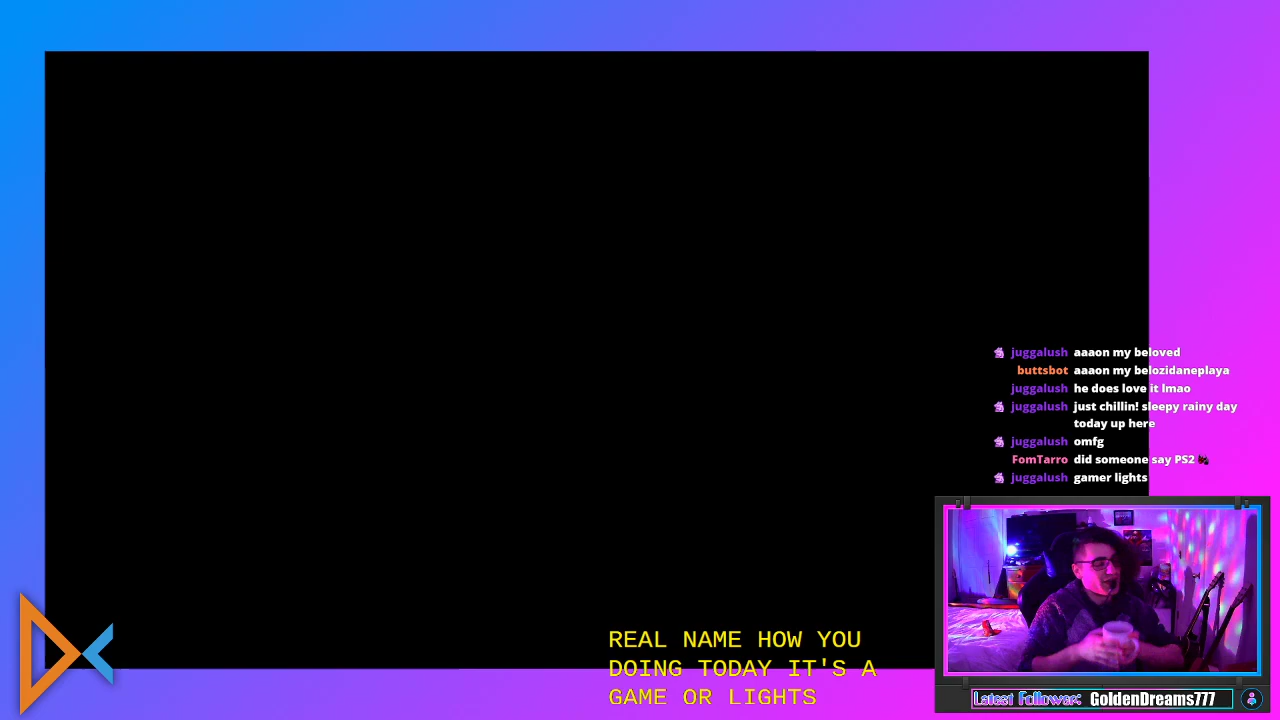 juggalush aaaon my beloved
buttsbot aaaon my belozidaneplaya
juggalush he does love it lmao
juggalush just chillin! sleepy rainy day
today up here
juggalush omfg
FomTarro did someone say PS2
juggalush gamer lights
REAL NAME HOW YOU
DOING TODAY IT'S A
GAME OR LIGHTS
Latest Follower: GoldenDreams777